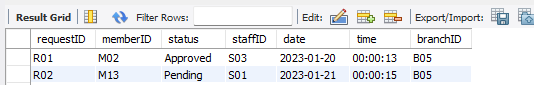 Result Grid Filter Rows: Edit: Export/Import:
requestID memberID status staffID date time branchID
R01 M02 Approved S03 2023-01-20 00:00:13 B05
R02 M13 Pending S01 2023-01-21 00:00:15 B05